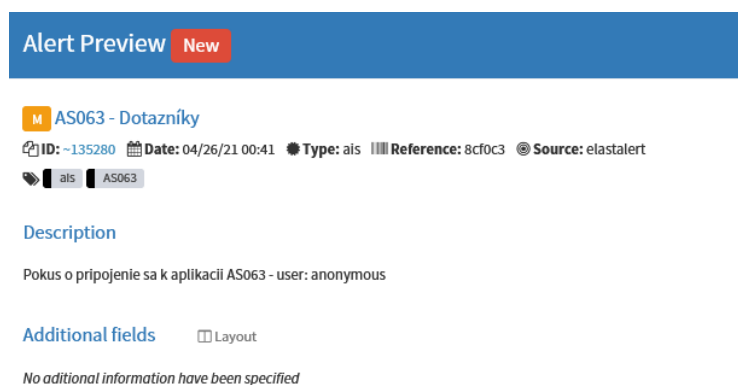 Alert Preview New
M AS063 - Dotazníky
ID: ~135280 Date: 04/26/21 00:41 Type: ais Reference: 8cf0c3 Source: elastalert
ais AS063
Description
Pokus o pripojenie sa k aplikacii AS063 - user: anonymous
Additional fields Layout
No aditional information have been specified